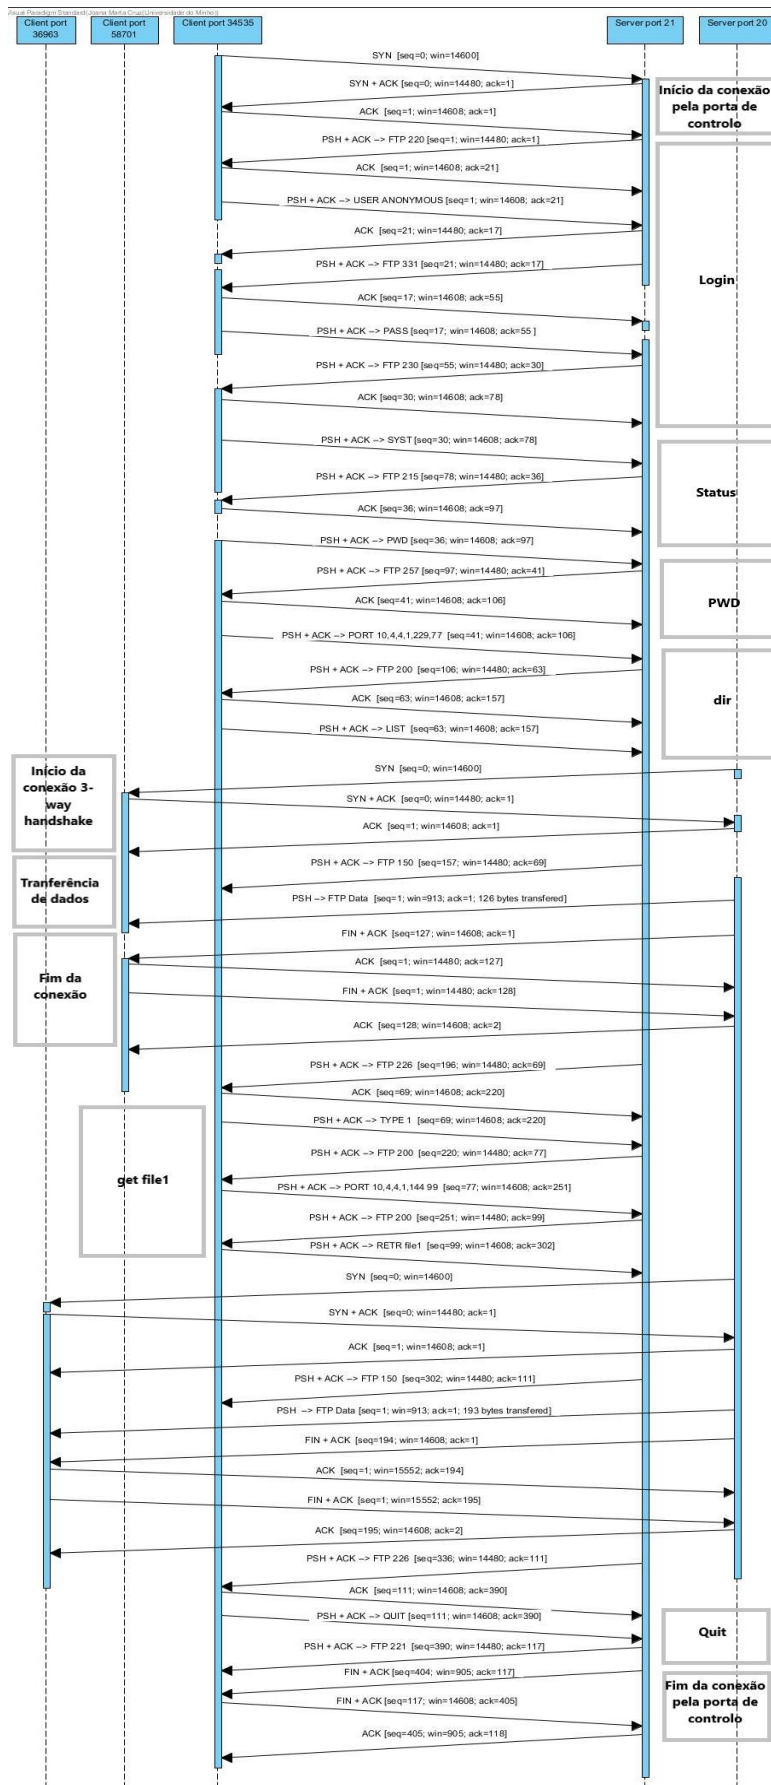 Visual Paradigm Standard(Joana Marta Cruz(Universidade do Minho))
Client port
36963
Client port
58701
Client port 34535
Server port 21
Server port 20
SYN [seq=0; win=14600]
SYN + ACK [seq=0; win=14480; ack=1]
ACK [seq=1; win=14608; ack=1]
Início da conexão
pela porta de
controlo
PSH + ACK --> FTP 220 [seq=1; win=14480; ack=1]
ACK [seq=1; win=14608; ack=21]
PSH + ACK --> USER ANONYMOUS [seq=1; win=14608; ack=21]
ACK [seq=21; win=14480; ack=17]
PSH + ACK --> FTP 331 [seq=21; win=14480; ack=17]
Login
ACK [seq=17; win=14608; ack=55]
PSH + ACK --> PASS [seq=17; win=14608; ack=55 ]
PSH + ACK --> FTP 230 [seq=55; win=14480; ack=30]
ACK [seq=30; win=14608; ack=78]
PSH + ACK --> SYST [seq=30; win=14608; ack=78]
PSH + ACK --> FTP 215 [seq=78; win=14480; ack=36]
Status
ACK [seq=36; win=14608; ack=97]
PSH + ACK --> PWD [seq=36; win=14608; ack=97]
PSH + ACK --> FTP 257 [seq=97; win=14480; ack=41]
ACK [seq=41; win=14608; ack=106]
PWD
PSH + ACK --> PORT 10,4,4,1,229,77 [seq=41; win=14608; ack=106]
PSH + ACK --> FTP 200 [seq=106; win=14480; ack=63]
ACK [seq=63; win=14608; ack=157]
dir
PSH + ACK --> LIST [seq=63; win=14608; ack=157]
SYN [seq=0; win=14600]
Início da
conexão 3-
way
handshake
SYN + ACK [seq=0; win=14480; ack=1]
ACK [seq=1; win=14608; ack=1]
PSH + ACK --> FTP 150 [seq=157; win=14480; ack=69]
Tranferência
de dados
PSH --> FTP Data [seq=1; win=913; ack=1; 126 bytes transfered]
FIN + ACK [seq=127; win=14608; ack=1]
ACK [seq=1; win=14480; ack=127]
Fim da
conexão
FIN + ACK [seq=1; win=14480; ack=128]
ACK [seq=128; win=14608; ack=2]
PSH + ACK --> FTP 226 [seq=196; win=14480; ack=69]
ACK [seq=69; win=14608; ack=220]
PSH + ACK --> TYPE 1 [seq=69; win=14608; ack=220]
PSH + ACK --> FTP 200 [seq=220; win=14480; ack=77]
get file1
PSH + ACK --> PORT 10,4,4,1,144 99 [seq=77; win=14608; ack=251]
PSH + ACK --> FTP 200 [seq=251; win=14480; ack=99]
PSH + ACK --> RETR file1 [seq=99; win=14608; ack=302]
SYN [seq=0; win=14600]
SYN + ACK [seq=0; win=14480; ack=1]
ACK [seq=1; win=14608; ack=1]
PSH + ACK --> FTP 150 [seq=302; win=14480; ack=111]
PSH --> FTP Data [seq=1; win=913; ack=1; 193 bytes transfered]
FIN + ACK [seq=194; win=14608; ack=1]
ACK [seq=1; win=15552; ack=194]
FIN + ACK [seq=1; win=15552; ack=195]
ACK [seq=195; win=14608; ack=2]
PSH + ACK --> FTP 226 [seq=336; win=14480; ack=111]
ACK [seq=111; win=14608; ack=390]
PSH + ACK --> QUIT [seq=111; win=14608; ack=390]
Quit
PSH + ACK --> FTP 221 [seq=390; win=14480; ack=117]
FIN + ACK [seq=404; win=905; ack=117]
FIN + ACK [seq=117; win=14608; ack=405]
Fim da conexão
pela porta de
controlo
ACK [seq=405; win=905; ack=118]